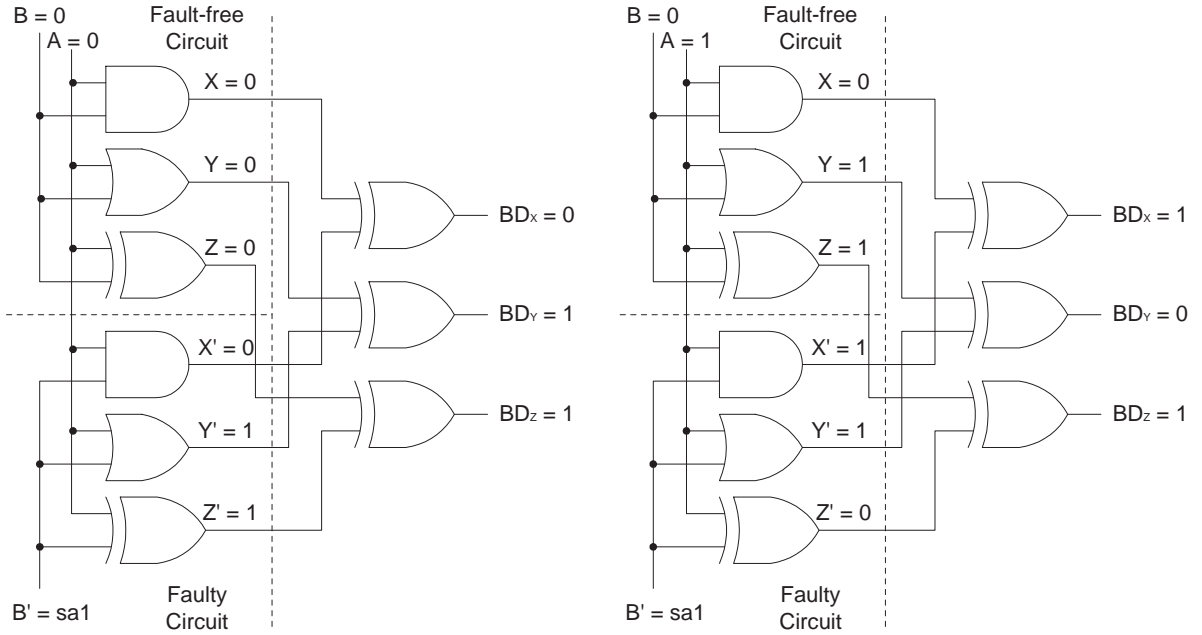 B = 0
A = 0
Fault-free
Circuit
X = 0
Y = 0
Z = 0
X' = 0
Y' = 1
Z' = 1
BDX = 0
BDY = 1
BDZ = 1
B' = sa1
Faulty
Circuit
B = 0
A = 1
Fault-free
Circuit
X = 0
Y = 1
Z = 1
X' = 1
Y' = 1
Z' = 0
BDX = 1
BDY = 0
BDZ = 1
B' = sa1
Faulty
Circuit